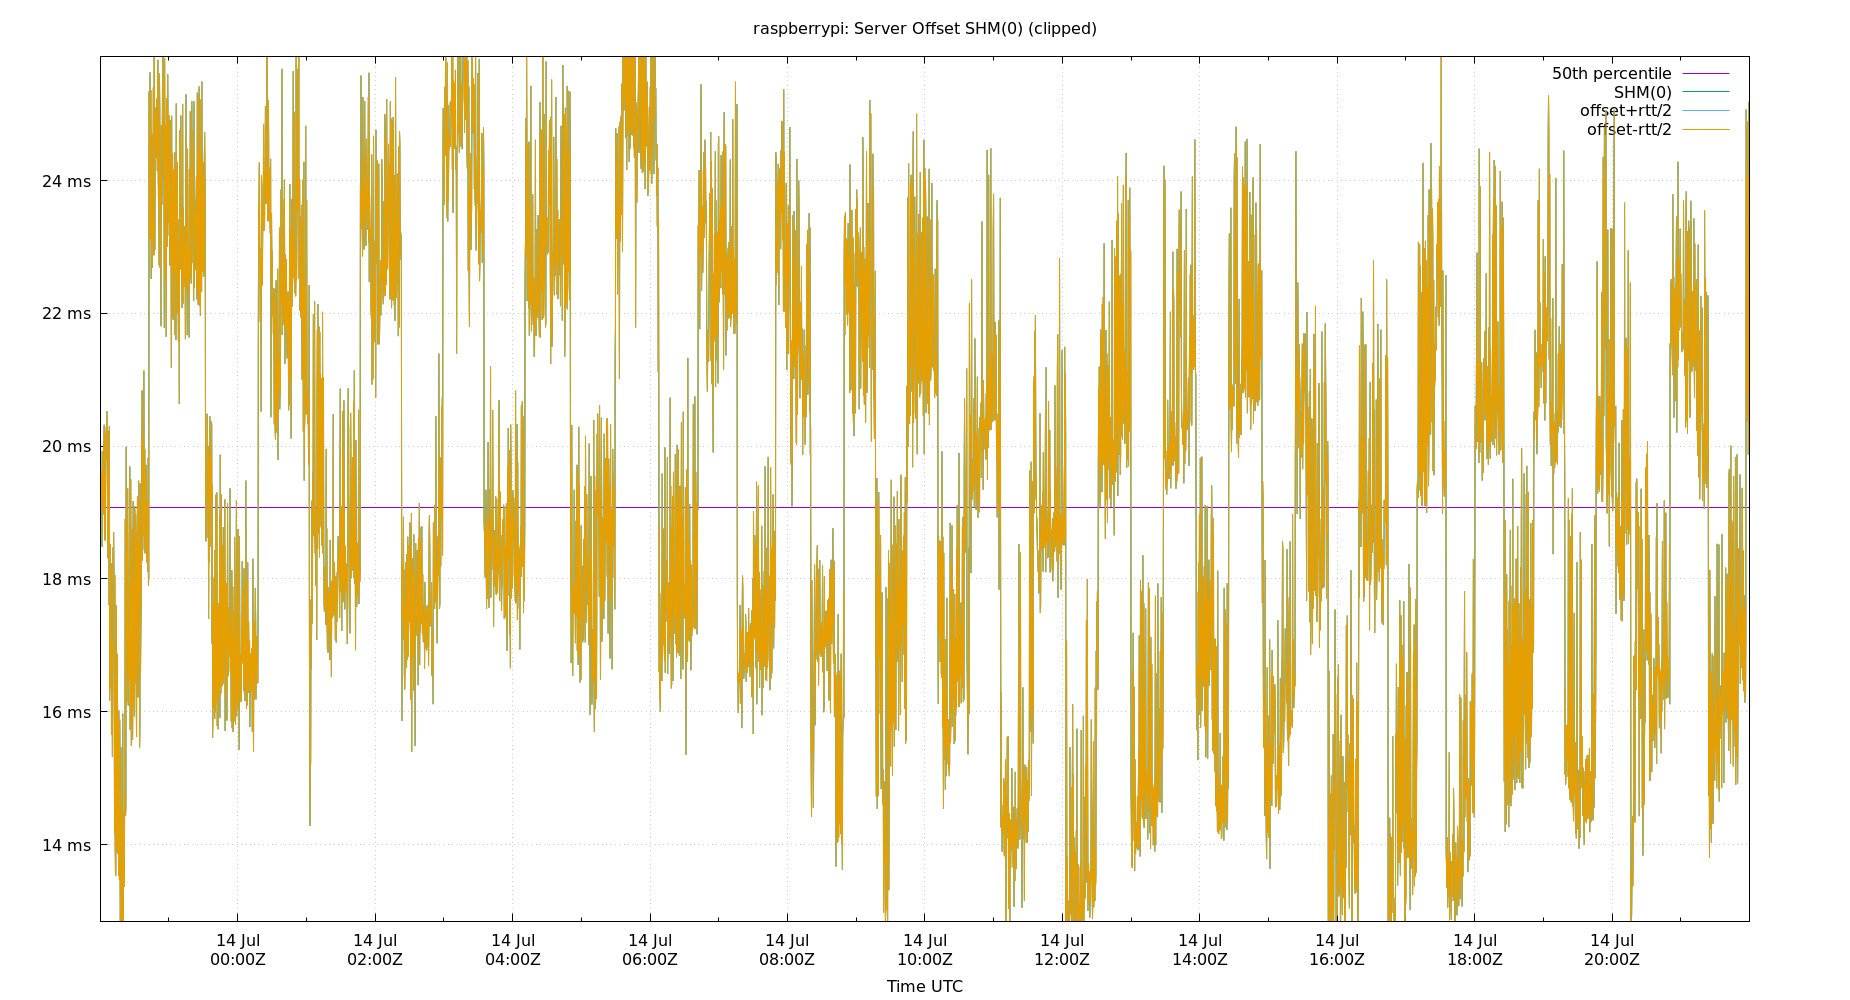 raspberrypi: Server Offset SHM(0) (clipped)
50th percentile
SHM(0)
offset+rtt/2
offset-rtt/2
24 ms
22 ms
20 ms
18 ms
16 ms
14 ms
14 Jul 14 Jul 14 Jul 14 Jul 14 Jul 14 Jul 14 Jul 14 Jul 14 Jul 14 Jul 14 Jul
00:00Z 02:00Z 04:00Z 06:00Z 08:00Z 10:00Z 12:00Z 14:00Z 16:00Z 18:00Z 20:00Z
Time UTC